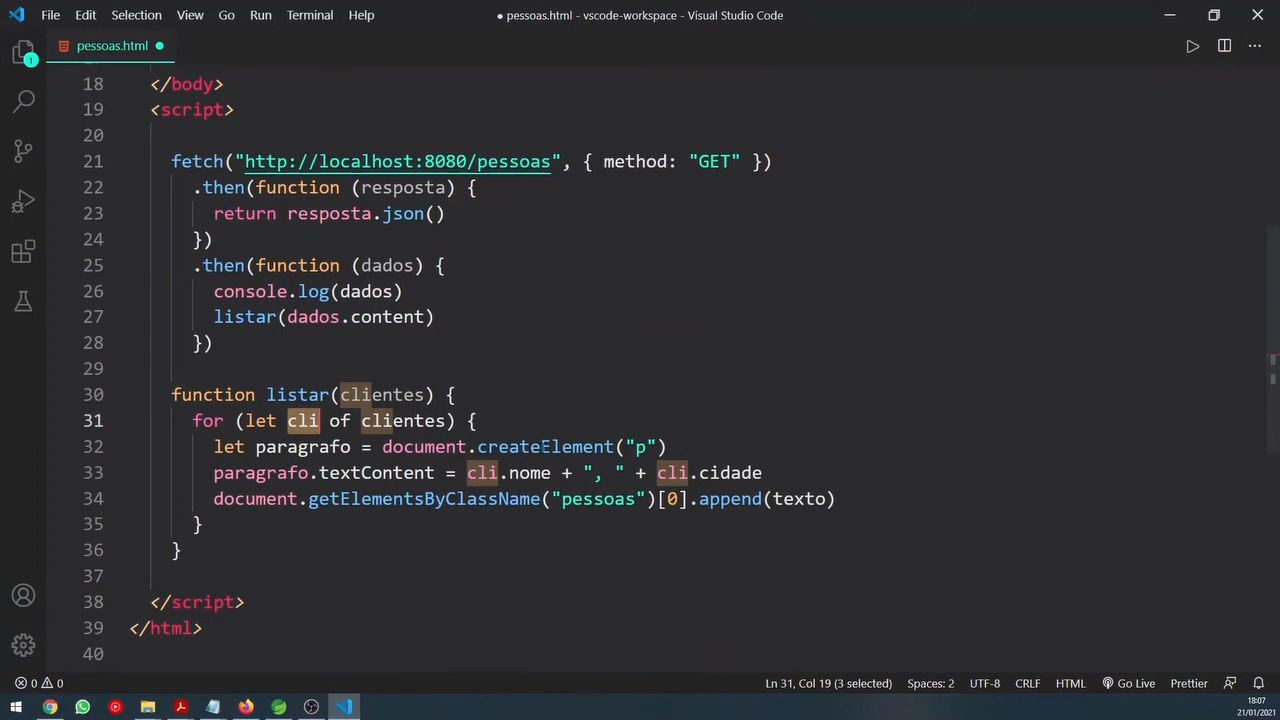 File Edit Selection View Go Run Terminal Help ● pessoas.html - vscode-workspace - Visual Studio Code
1 pessoas.html
18 </body>
19 <script>
20
21 fetch("http://localhost:8080/pessoas", { method: "GET" })
22 .then(function (resposta) {
23 return resposta.json()
24 })
25 .then(function (dados) {
26 console.log(dados)
27 listar(dados.content)
28 })
29
30 function listar(clientes) {
31 for (let cli of clientes) {
32 let paragrafo = document.createElement("p")
33 paragrafo.textContent = cli.nome + ", " + cli.cidade
34 document.getElementsByClassName("pessoas")[0].append(texto)
35 }
36 }
37
38 </script>
39 </html>
40
0 0 Ln 31, Col 19 (3 selected) Spaces: 2 UTF-8 CRLF HTML Go Live Prettier
18:07
21/01/2021